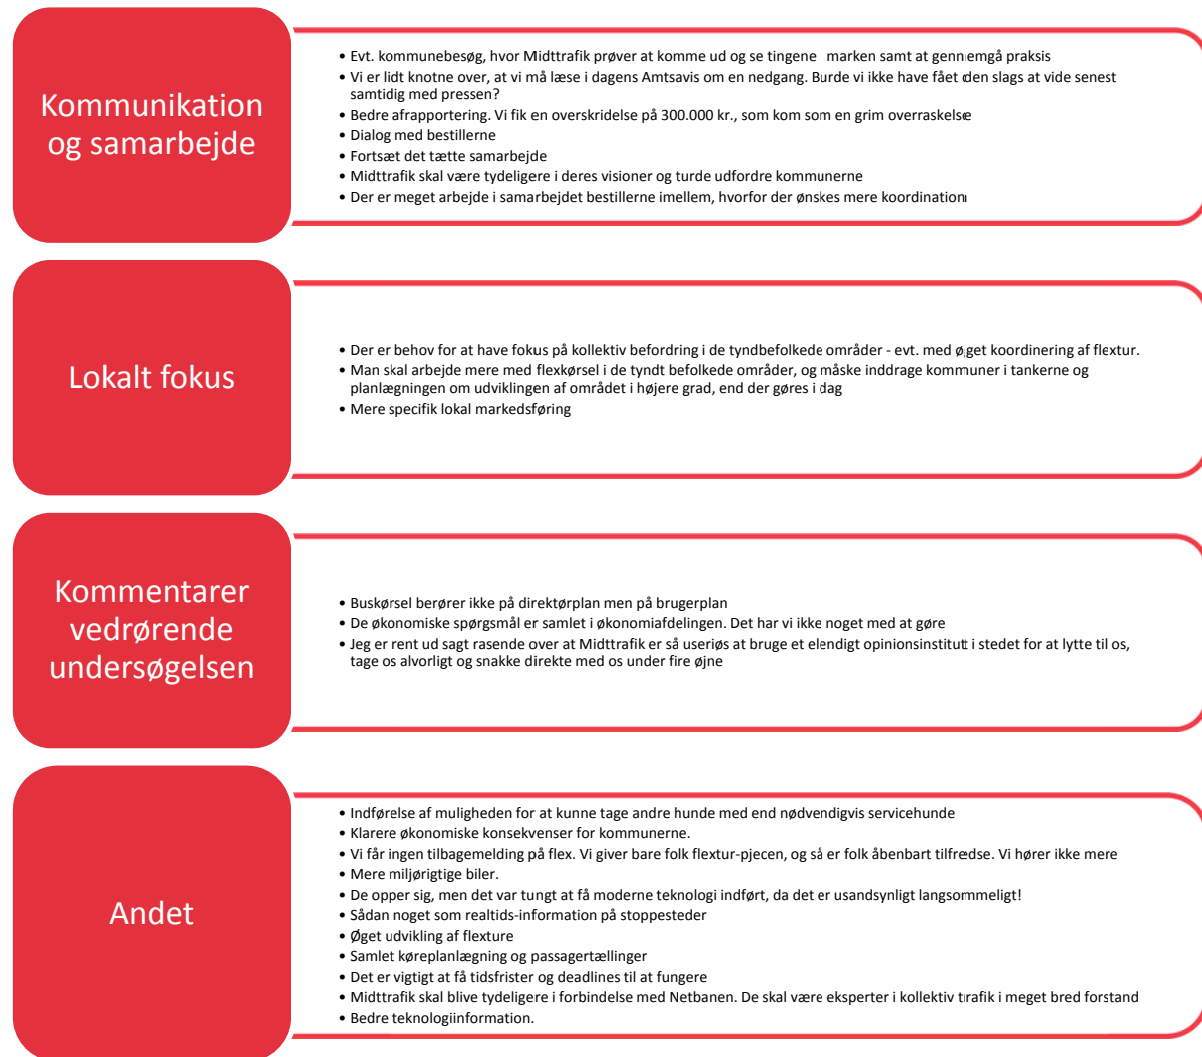 Kommunikation
og samarbejde
• Evt. kommunebesøg, hvor Midttrafik prøver at komme ud og se tingene marken samt at gennemgå praksis
• Vi er lidt knotne over, at vi må læse i dagens Amtsavis om en nedgang. Burde vi ikke have fået den slags at vide senest
samtidig med pressen?
• Bedre afrapportering. Vi fik en overskridelse på 300.000 kr., som kom som en grim overraskelse
• Dialog med bestillerne
• Fortsæt det tætte samarbejde
• Midttrafik skal være tydeligere i deres visioner og turde udfordre kommunerne
• Der er meget arbejde i samarbejdet bestillerne imellem, hvorfor der ønskes mere koordination
Lokalt fokus
• Der er behov for at have fokus på kollektiv befordring i de tyndbefolkede områder - evt. med øget koordinering af flextur.
• Man skal arbejde mere med flexkørsel i de tyndt befolkede områder, og måske inddrage kommuner i tankerne og
planlægningen om udviklingen af området i højere grad, end der gøres i dag
• Mere specifik lokal markedsføring
Kommentarer
vedrørende
undersøgelsen
• Buskørsel berører ikke på direktørplan men på brugerplan
• De økonomiske spørgsmål er samlet i økonomiafdelingen. Det har vi ikke noget med at gøre
• Jeg er rent ud sagt rasende over at Midttrafik er så useriøs at bruge et elendigt opinionsinstitut i stedet for at lytte til os,
tage os alvorligt og snakke direkte med os under fire øjne
Andet
• Indførelse af muligheden for at kunne tage andre hunde med end nødvendigvis servicehunde
• Klarere økonomiske konsekvenser for kommunerne.
• Vi får ingen tilbagemelding på flex. Vi giver bare folk flextur-pjecen, og så er folk åbenbart tilfredse. Vi hører ikke mere
• Mere miljørigtige biler.
• De opper sig, men det var tungt at få moderne teknologi indført, da det er usandsynligt langsommeligt!
• Sådan noget som realtids-information på stoppesteder
• Øget udvikling af flexture
• Samlet køreplanlægning og passagertællinger
• Det er vigtigt at få tidsfrister og deadlines til at fungere
• Midttrafik skal blive tydeligere i forbindelse med Netbanen. De skal være eksperter i kollektiv trafik i meget bred forstand
• Bedre teknologiinformation.